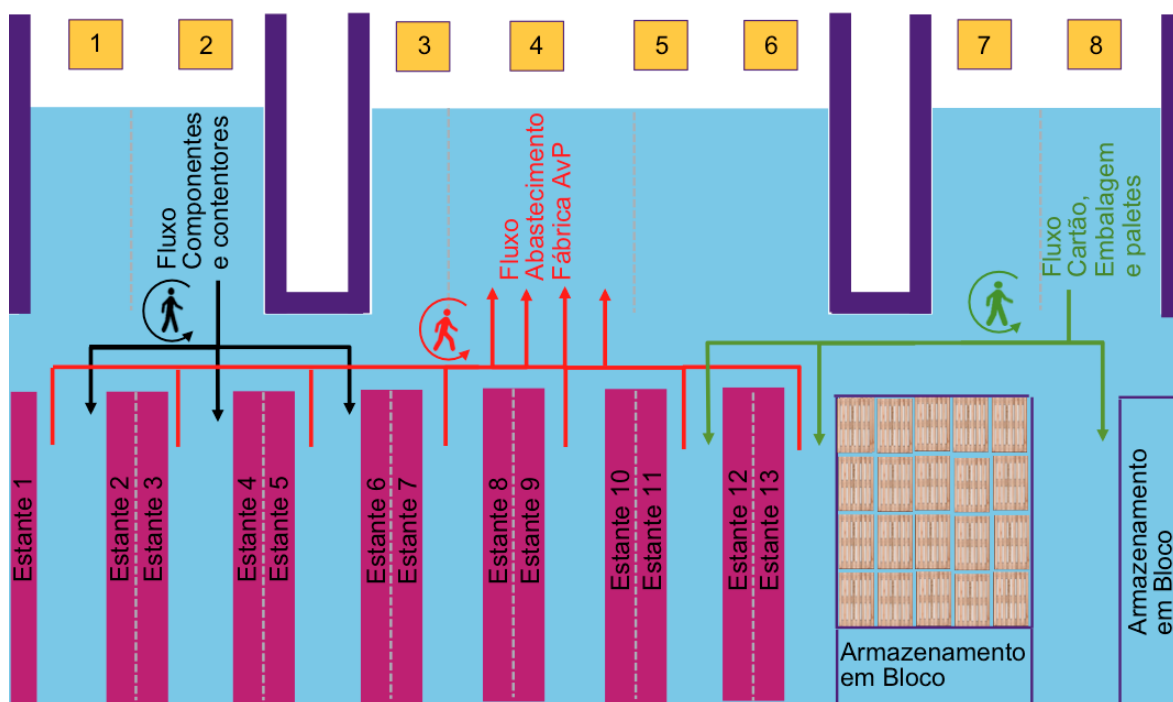 1
2
3
4
5
6
7
8
Fluxo
Componentes
e contentores
Fluxo
Abastecimento
Fábrica AvP
Fluxo
Cartão,
Embalagem
e paletes
Estante 1
Estante 2
Estante 3
Estante 4
Estante 5
Estante 6
Estante 7
Estante 8
Estante 9
Estante 10
Estante 11
Estante 12
Estante 13
Armazenamento
em Bloco
Armazenamento
em Bloco